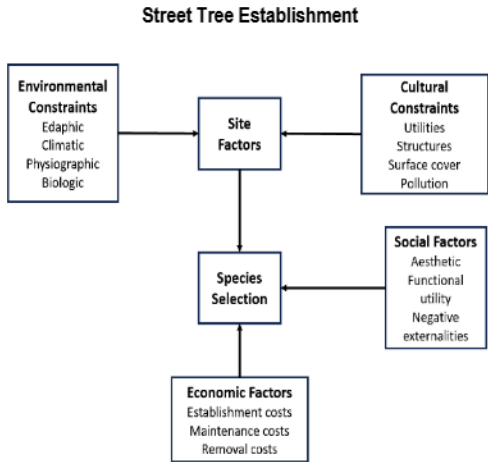 Street Tree Establishment
Environmental
Constraints
Edaphic
Climatic
Physiographic
Biologic
Site
Factors
Cultural
Constraints
Utilities
Structures
Surface cover
Pollution
Species
Selection
Social Factors
Aesthetic
Functional
utility
Negative
externalities
Economic Factors
Establishment costs
Maintenance costs
Removal costs